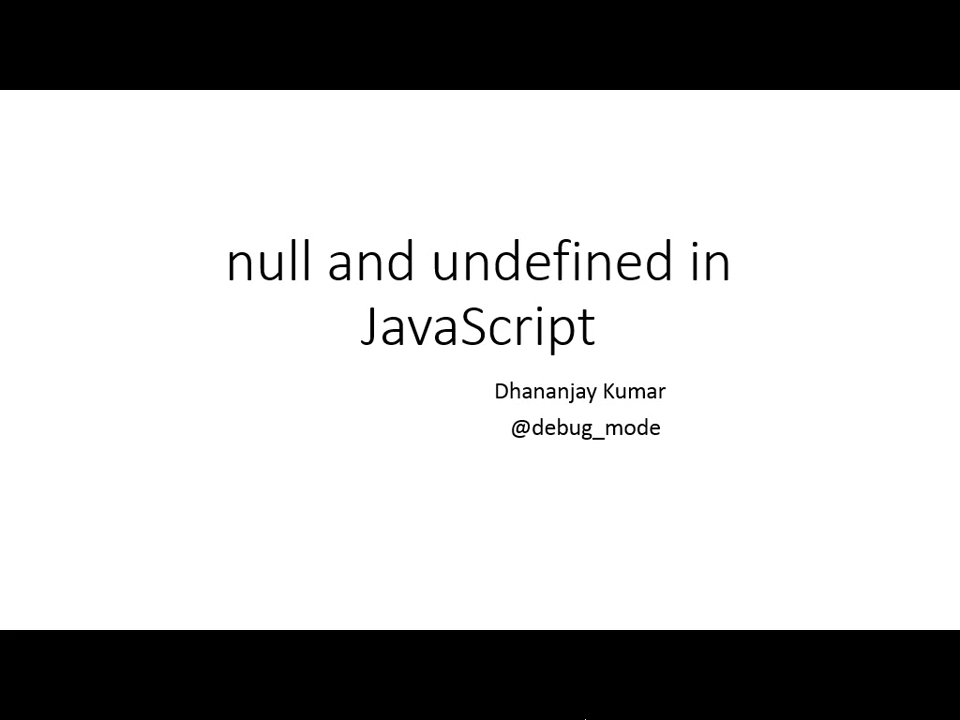 null and undefined in
JavaScript
Dhananjay Kumar
@debug_mode